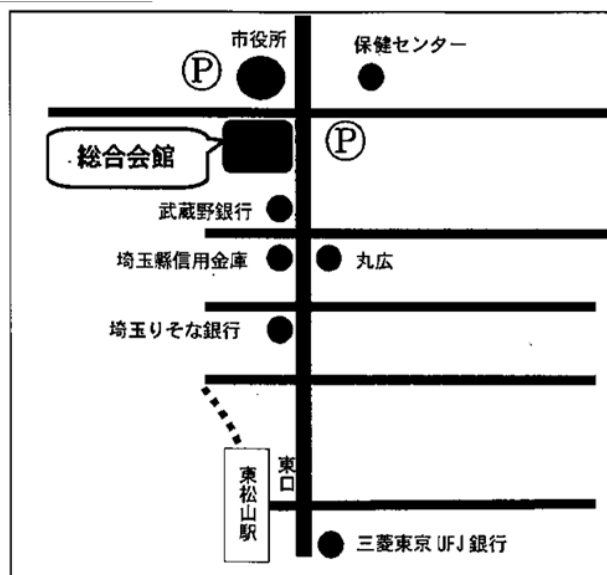 市役所
保健センター
Ⓟ
Ⓟ
総合会館
武蔵野銀行
埼玉縣信用金庫
丸広
埼玉りそな銀行
東松山駅
東口
三菱東京UFJ銀行